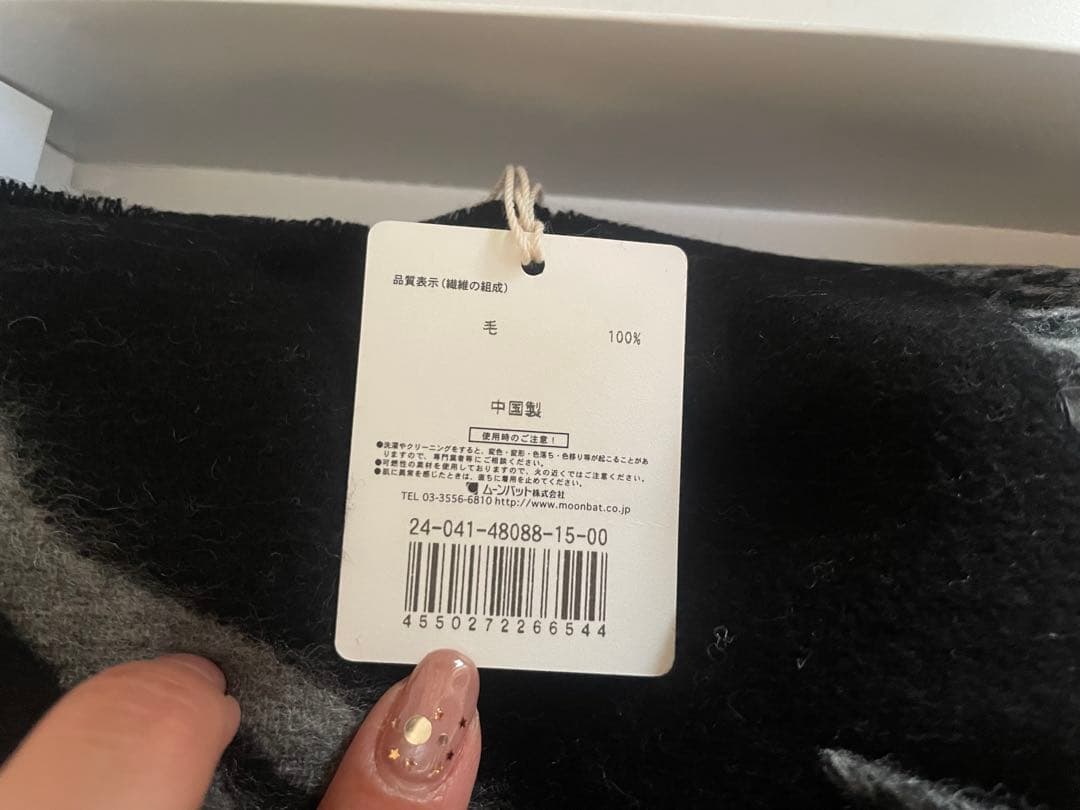 品質表示(繊維の組成)
毛 100%
中国製
使用時のご注意!
●洗濯やクリーニングをすると、変色・変形・色落ち・色移り等が起こることがあ
りますので、専門業者等にご相談ください。
●可燃性の素材を使用しておりますので、火の近くではご注意ください。
●肌に異常を感じたときは、直ちに着用を止めてください。
ムーンバット株式会社
TEL 03-3556-6810 http://www.moonbat.co.jp
24-041-48088-15-00
4550272266544